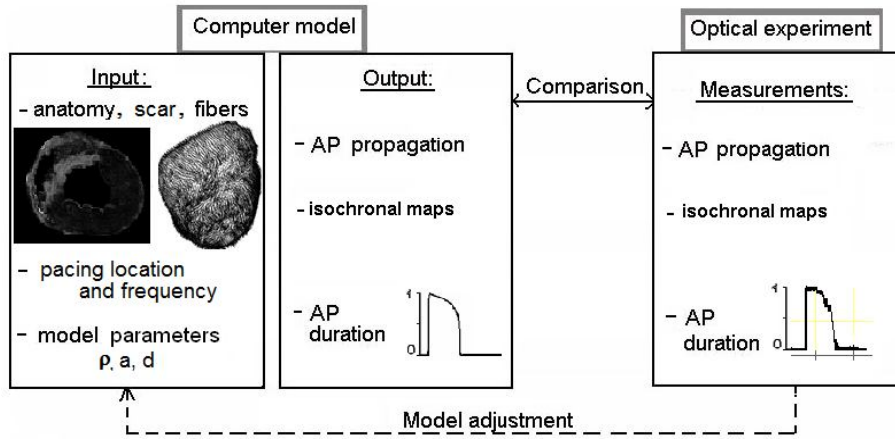 Computer model
Optical experiment
Input:
- anatomy, scar, fibers
- pacing location
and frequency
- model parameters
ρ, a, d
Output:
- AP propagation
- isochronal maps
- AP
duration
1
0
Comparison
Measurements:
- AP propagation
- isochronal maps
- AP
duration
1
0
Model adjustment